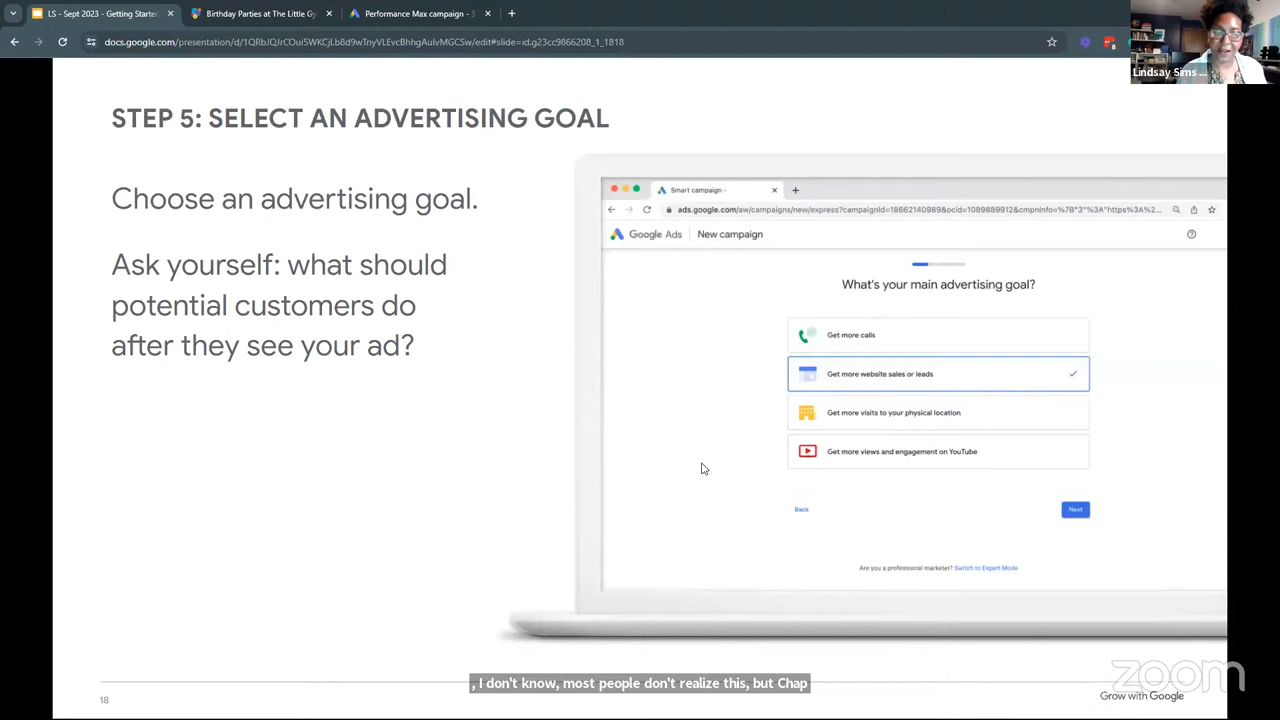 LS - Sept 2023 - Getting Starte
Birthday Parties at The Little Gy
Performance Max campaign - 3
docs.google.com/presentation/d/1QRbJQJrCOui5WKCjLb8d9wTnyVLEvcBhhgAuIvMGCSw/edit#slide=id.g23cc9866208_1_1818
Lindsay Sims ...
STEP 5: SELECT AN ADVERTISING GOAL
Choose an advertising goal.
Ask yourself: what should
potential customers do
after they see your ad?
Smart campaign -
ads.google.com/aw/campaigns/new/express?campaignId=18662140989&ocid=1089889912&cmpnInfo=%7B"3"%3A"https%3A%2...
Google Ads
New campaign
What's your main advertising goal?
Get more calls
Get more website sales or leads
Get more visits to your physical location
Get more views and engagement on YouTube
Back
Next
Are you a professional marketer? Switch to Expert Mode
, I don't know, most people don't realize this, but Chap
zoom
18
Grow with Google